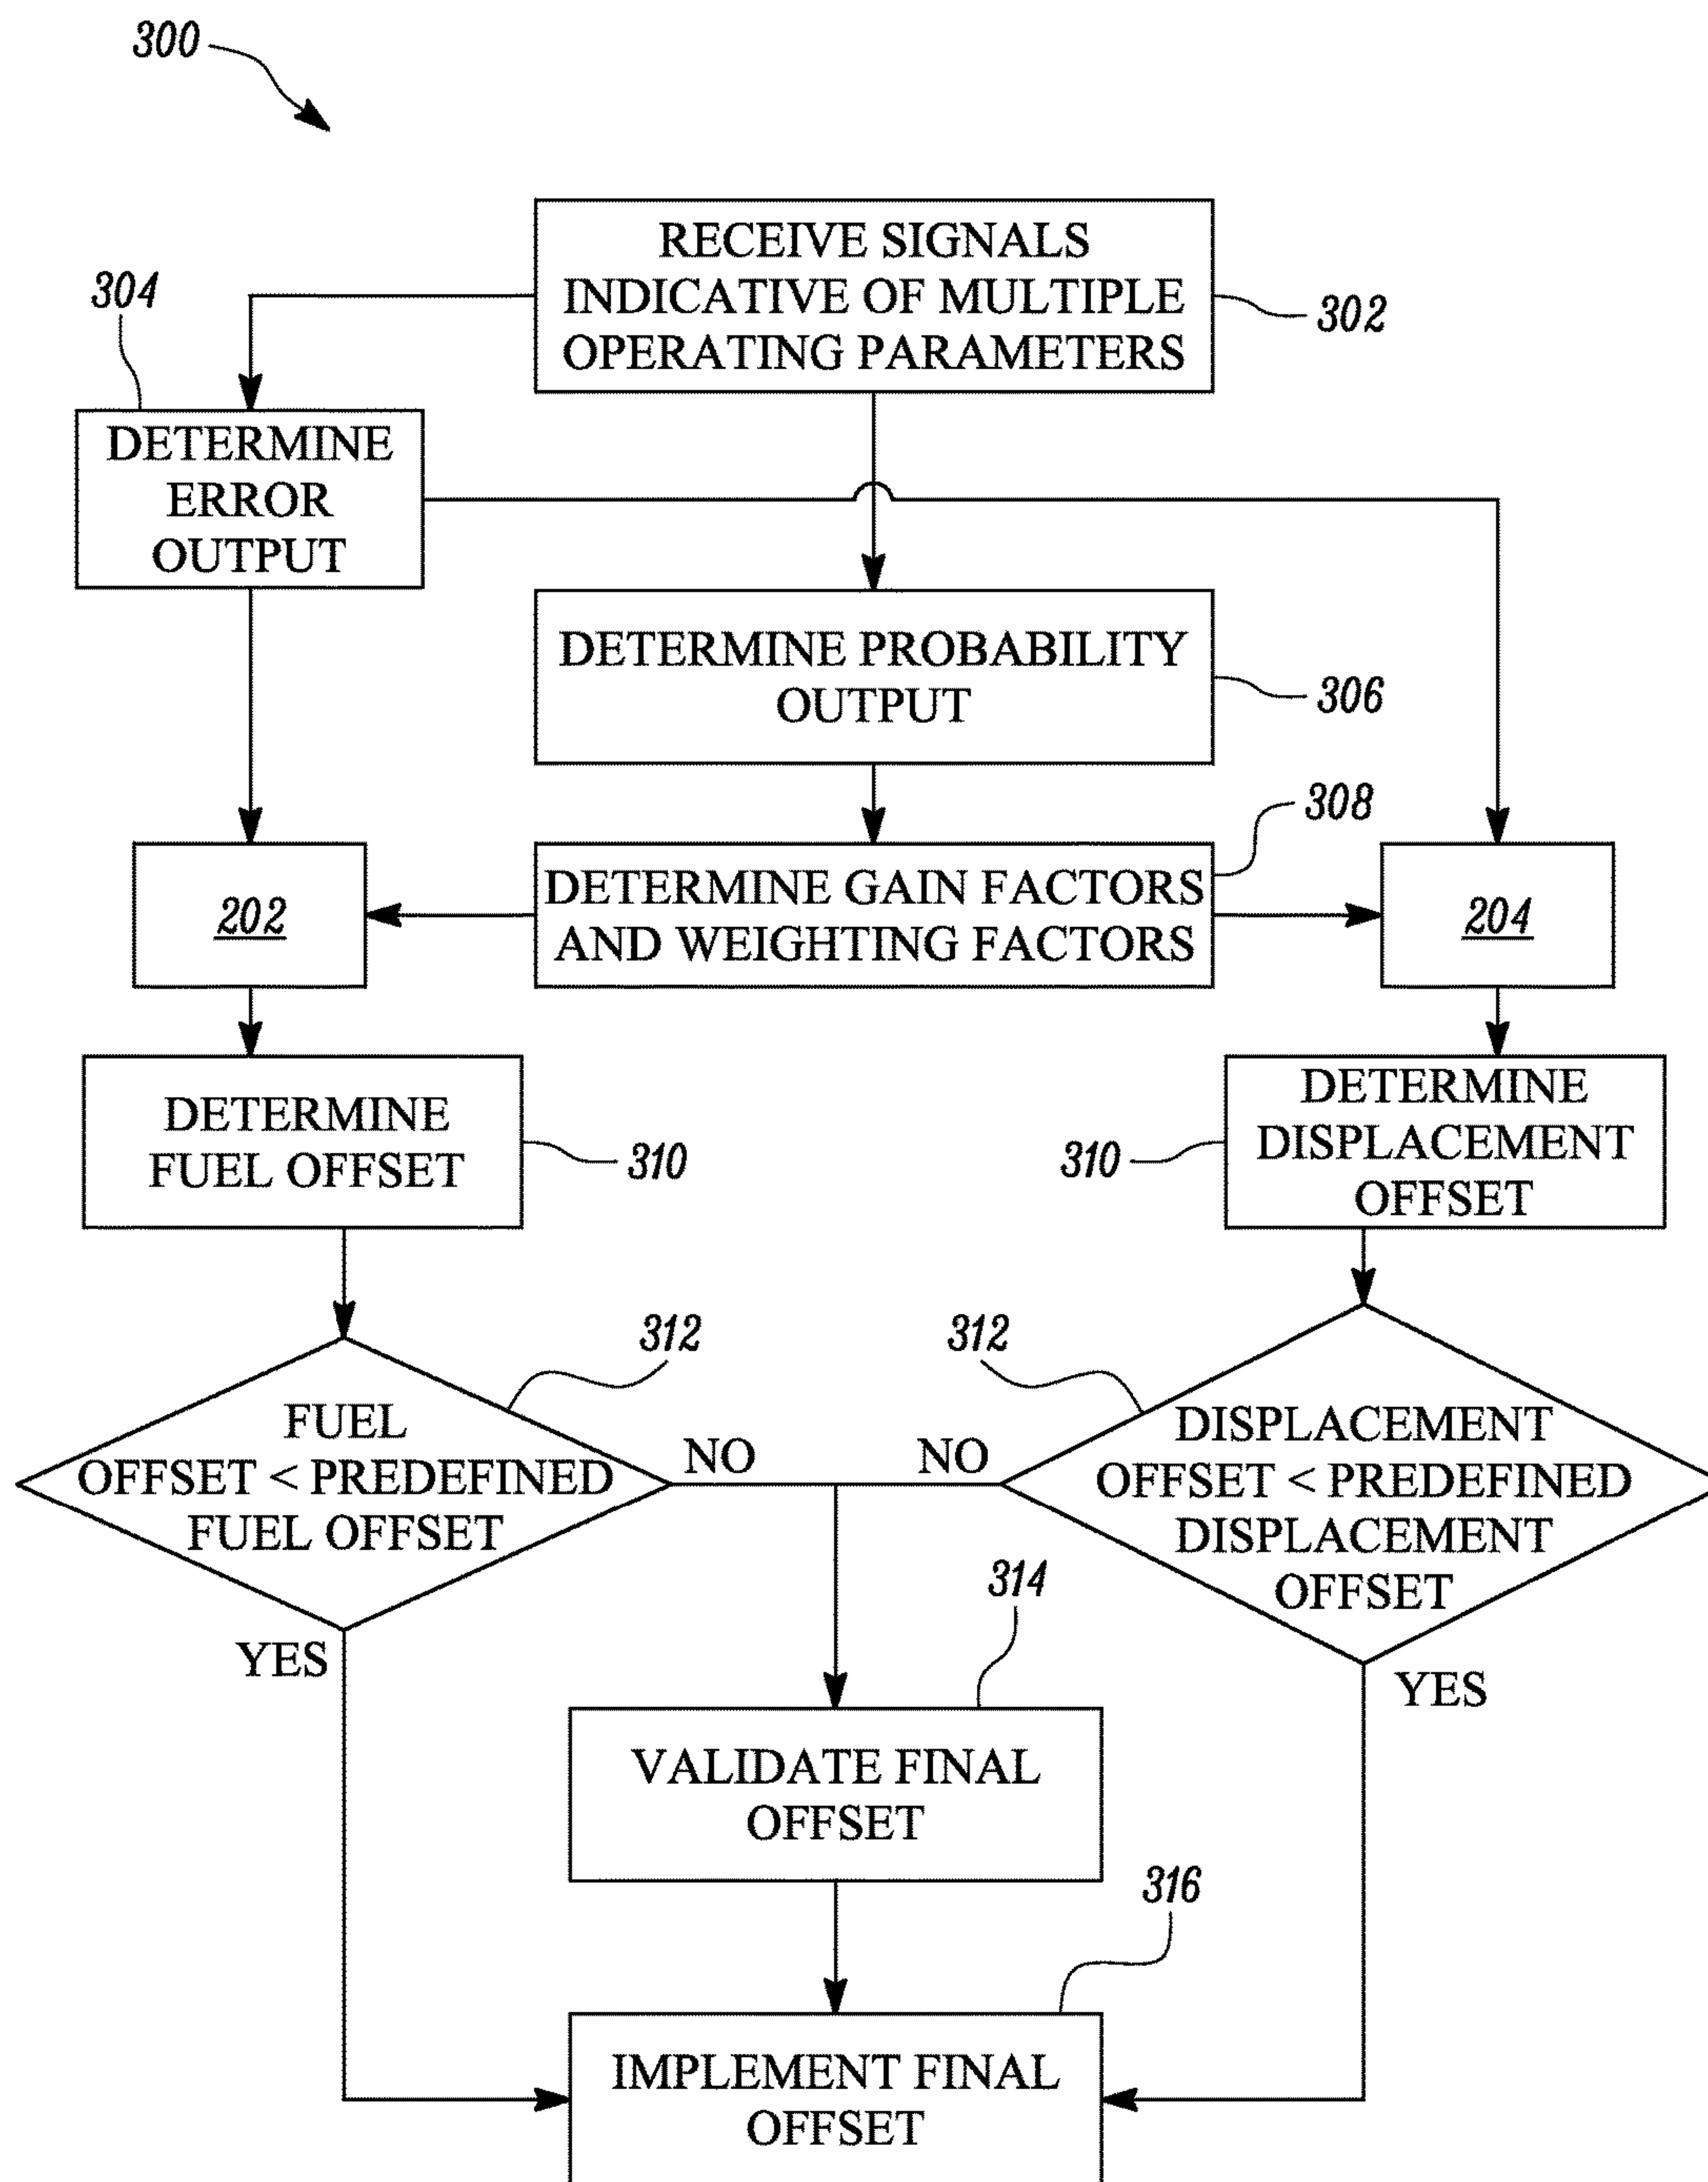 300
RECEIVE SIGNALS
INDICATIVE OF MULTIPLE
OPERATING PARAMETERS
302
304
DETERMINE
ERROR
OUTPUT
DETERMINE PROBABILITY
OUTPUT
306
308
202
DETERMINE GAIN FACTORS
AND WEIGHTING FACTORS
204
DETERMINE
FUEL OFFSET
310
310
DETERMINE
DISPLACEMENT
OFFSET
312
312
FUEL
OFFSET < PREDEFINED
FUEL OFFSET
NO
NO
DISPLACEMENT
OFFSET < PREDEFINED
DISPLACEMENT
OFFSET
YES
314
YES
VALIDATE FINAL
OFFSET
316
IMPLEMENT FINAL
OFFSET